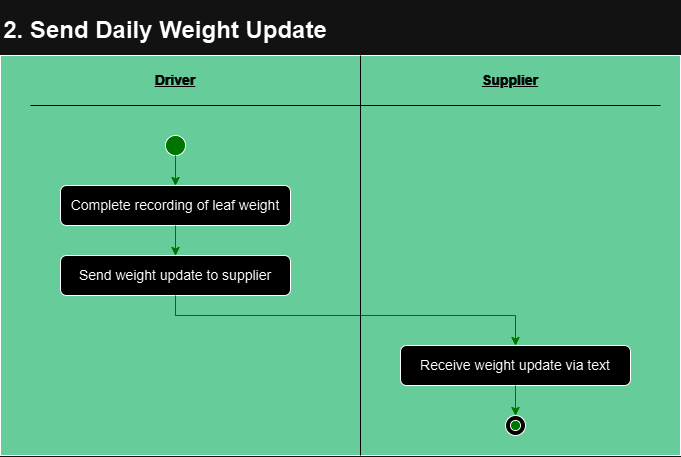 2. Send Daily Weight Update
Driver
Supplier
Complete recording of leaf weight
Send weight update to supplier
Receive weight update via text